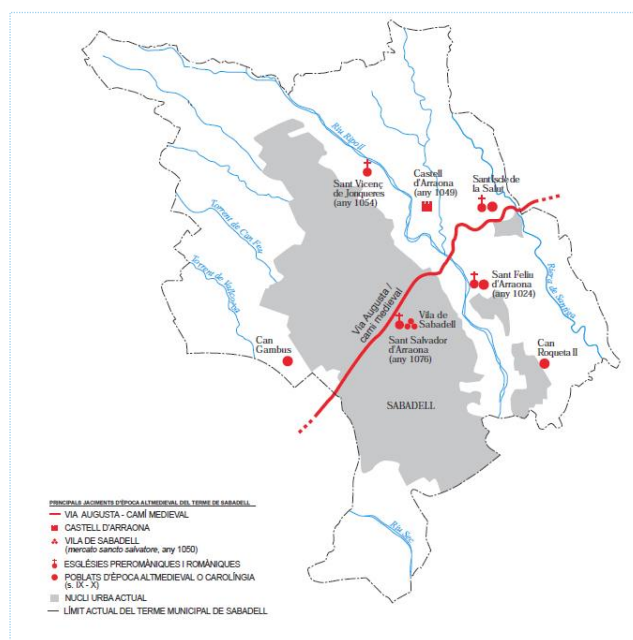 Riu Ripoll
Sant Vicenç
de Jonqueres
(any 1054)
Castell
d'Arraona
(any 1049)
Sant Iscle de
la Salut
Torrent de Can Feu
Torrent de Vallcorba
Sant Feliu
d'Arraona
(any 1024)
Via Augusta /
camí medieval
Vila de
Sabadell
Sant Salvador
d'Arraona
(any 1076)
Can
Gambus
Can
Roqueta II
SABADELL
Riu Sec
PRINCIPALS JACIMENTS D'ÈPOCA ALTMEDIEVAL DEL TERME DE SABADELL
VIA AUGUSTA - CAMÍ MEDIEVAL
CASTELL D'ARRAONA
VILA DE SABADELL
(mercato sancto salvatore, any 1050)
ESGLÉSIES PREROMÀNIQUES I ROMÀNIQUES
POBLATS D'ÈPOCA ALTMEDIEVAL O CAROLÍNGIA
(s. IX - X)
NUCLI URBA ACTUAL
LÍMIT ACTUAL DEL TERME MUNICIPAL DE SABADELL